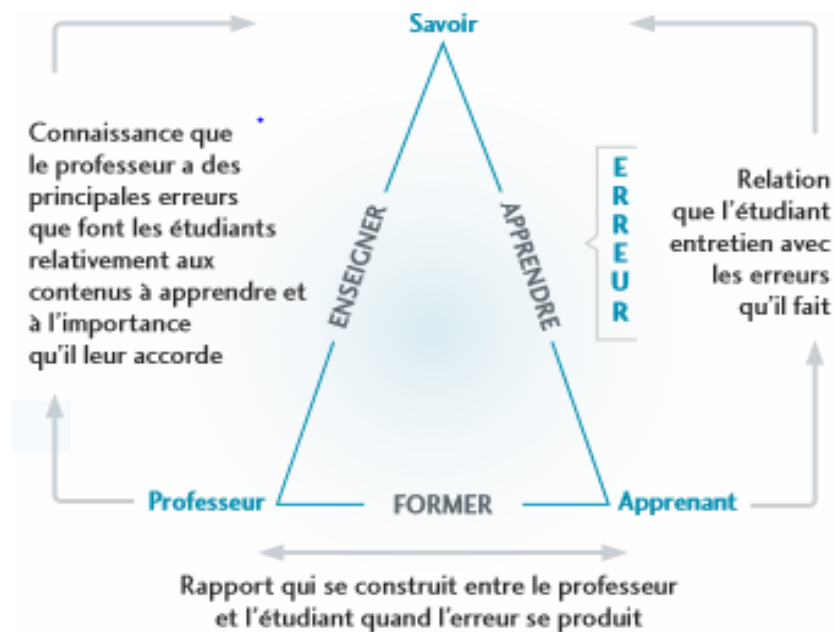 Savoir
Connaissance que
le professeur a des
principales erreurs
que font les étudiants
relativement aux
contenus à apprendre et
à l'importance
qu'il leur accorde
ENSEIGNER
APPRENDRE
ERREUR
Relation
que l'étudiant
entretien avec
les erreurs
qu'il fait
Professeur
FORMER
Apprenant
Rapport qui se construit entre le professeur
et l'étudiant quand l'erreur se produit